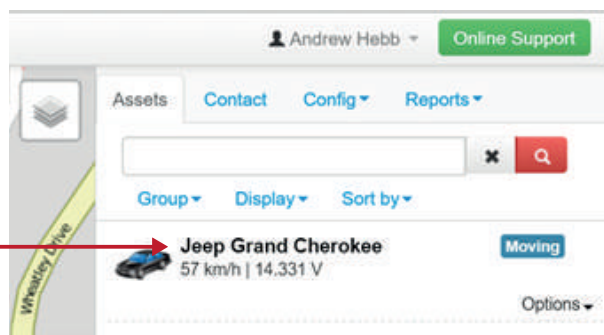 Andrew Hebb
Online Support
Assets Contact Config Reports
Group Display Sort by
Jeep Grand Cherokee
Moving
57 km/h | 14.331 V
Options
Wheatley Drive